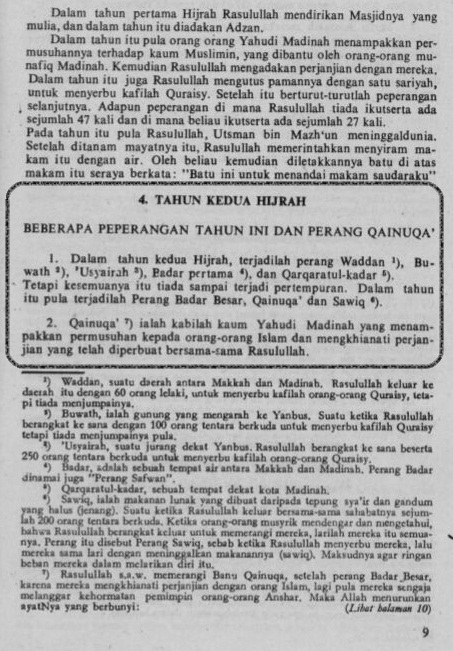 Dalam tahun pertama Hijrah Rasulullah mendirikan Masjidnya yang
mulia, dan dalam tahun itu diadakan Adzan.
Dalam tahun itu pula orang orang Yahudi Madinah menampakkan per-
musuhannya terhadap kaum Muslimin, yang dibantu oleh orang-orang mu-
nafiq Madinah. Kemudian Rasulullah mengadakan perjanjian dengan mereka.
Dalam tahun itu juga Rasulullah mengutus pamannya dengan satu sariyah,
untuk menyerbu kafilah Quraisy. Setelah itu berturut-turutlah peperangan
selanjutnya. Adapun peperangan di mana Rasulullah tiada ikutserta ada
sejumlah 47 kali dan di mana beliau ikutserta ada sejumlah 27 kali.
Pada tahun itu pula Rasulullah, Utsman bin Mazh'un meninggaldunia.
Setelah ditanam mayatnya itu, Rasulullah memerintahkan menyiram ma-
kam itu dengan air. Oleh beliau kemudian diletakkannya batu di atas
makam itu seraya berkata: "Batu ini untuk menandai makam saudaraku"
4. TAHUN KEDUA HIJRAH
BEBERAPA PEPERANGAN TAHUN INI DAN PERANG QAINUQA'
1. Dalam tahun kedua Hijrah, terjadilah perang Waddan ¹), Bu-
wath ²), 'Usyairah ³), Badar pertama ⁴), dan Qarqaratul-kadar ⁵).
Tetapi kesemuanya itu tiada sampai terjadi pertempuran. Dalam tahun
itu pula terjadilah Perang Badar Besar, Qainuqa' dan Sawiq ⁶).
2. Qainuqa' ⁷) ialah kabilah kaum Yahudi Madinah yang menam-
pakkan permusuhan kepada orang-orang Islam dan mengkhianati perjan-
jian yang telah diperbuat bersama-sama Rasulullah.
¹) Waddan, suatu daerah antara Makkah dan Madinah. Rasulullah keluar ke
daerah itu dengan 60 orang lelaki, untuk menyerbu kafilah orang-orang Quraisy, teta-
pi tiada menjumpainya.
²) Buwath, ialah gunung yang mengarah ke Yanbus. Suatu ketika Rasulullah
berangkat ke sana dengan 100 orang tentara berkuda untuk menyerbu kafilah Quraisy
tetapi tiada menjumpainya pula.
³) 'Usyairah, suatu jurang dekat Yanbus. Rasulullah berangkat ke sana beserta
250 orang tentara berkuda untuk menyerbu kafilah orang-orang Quraisy.
⁴) Badar, adalah sebuah tempat air antara Makkah dan Madinah. Perang Badar
dinamai juga "Perang Safwan".
⁵) Qarqaratul-kadar, sebuah tempat dekat kota Madinah.
⁶) Sawiq, ialah makanan lunak yang dibuat daripada tepung sya'ir dan gandum
yang halus (jenang). Suatu ketika Rasulullah keluar bersama-sama sahabatnya sejum-
lah 200 orang tentara berkuda. Ketika orang-orang musyrik mendengar dan mengetahui,
bahwa Rasulullah berangkat keluar untuk memerangi mereka, larilah mereka itu semua-
nya. Perang itu disebut Perang Sawiq, sebab ketika Rasulullah menyerbu mereka, lalu
mereka sama lari dengan meninggalkan makanannya (sawiq). Maksudnya agar ringan
beban mereka dalam melarikan diri itu.
⁷) Rasulullah s.a.w. memerangi Banu Qainuqa, setelah perang Badar Besar,
karena mereka mengkhianati perjanjian dengan orang Islam, lagi pula mereka sengaja
melanggar kehormatan pemimpin orang-orang Anshar. Maka Allah menurunkan
ayatNya yang berbunyi: (Lihat halaman 10)
9